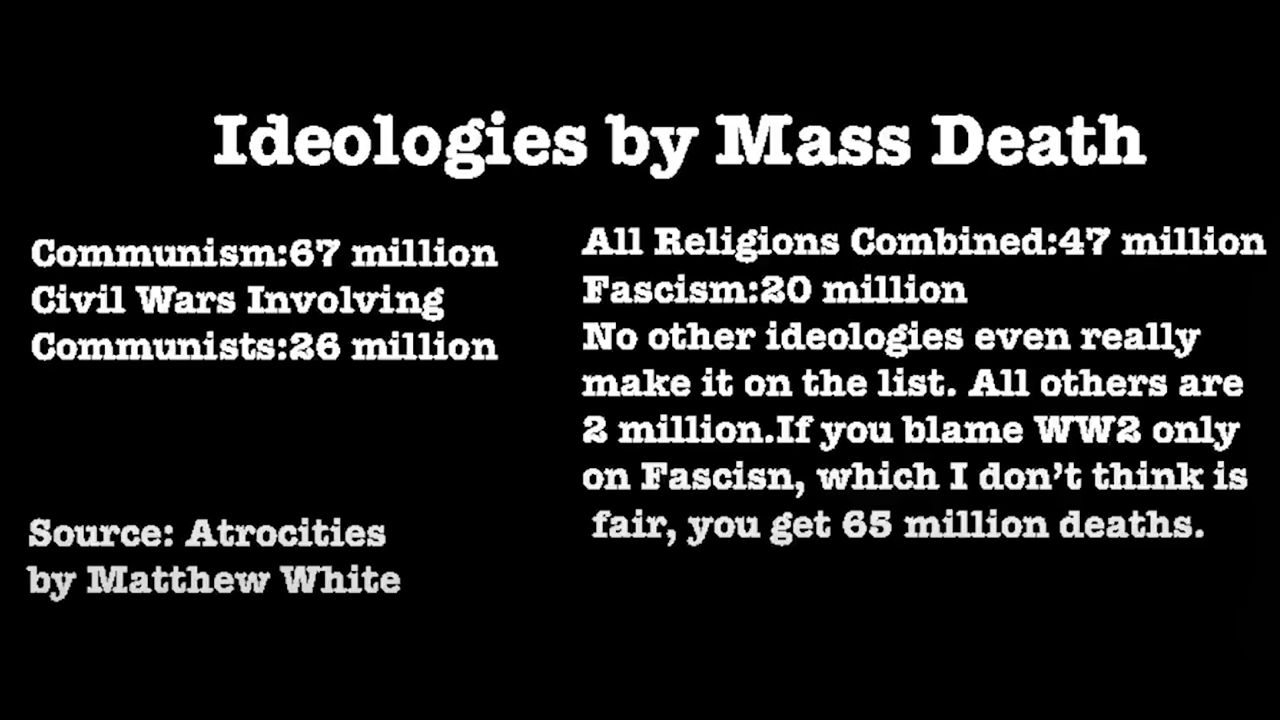 Ideologies by Mass Death
Communism:67 million
Civil Wars Involving
Communists:26 million
Source: Atrocities
by Matthew White
All Religions Combined:47 million
Fascism:20 million
No other ideologies even really
make it on the list. All others are
2 million.If you blame WW2 only
on Fascisn, which I don't think is
fair, you get 65 million deaths.